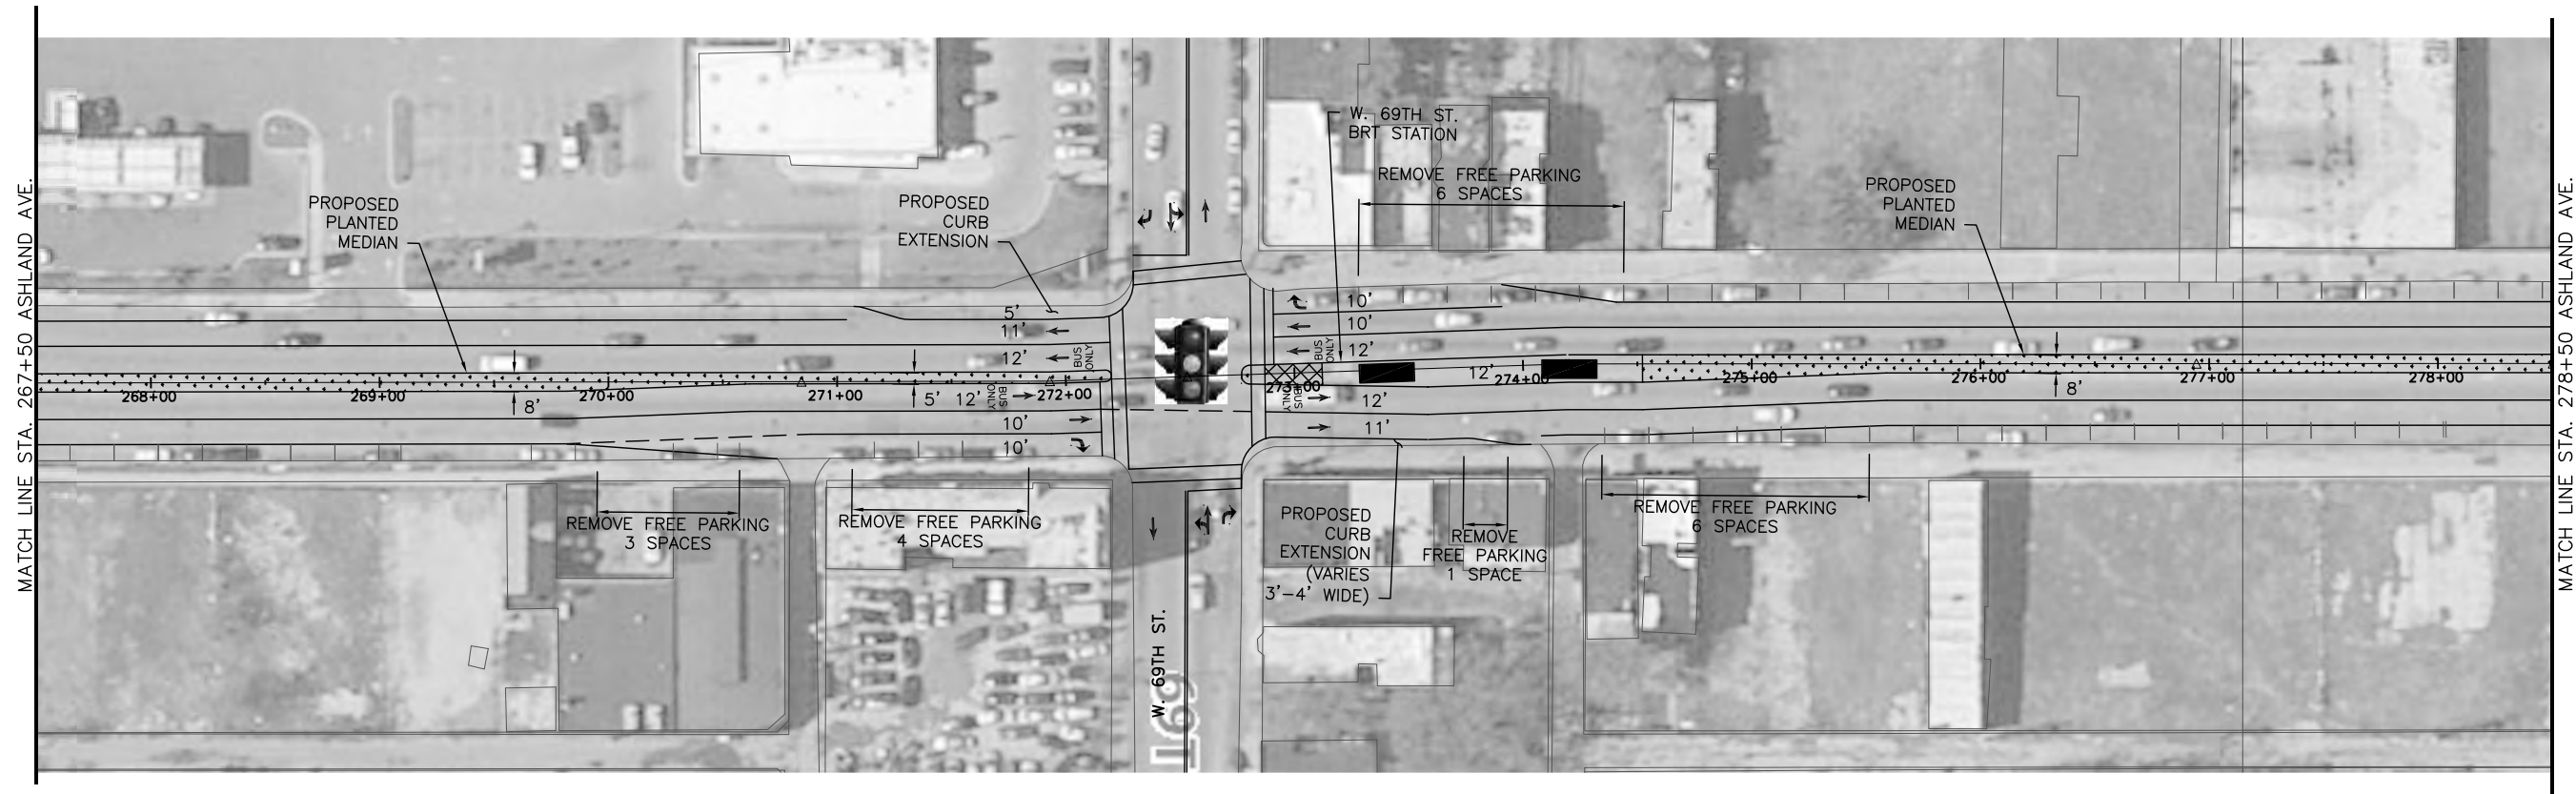 MATCH LINE STA. 267+50 ASHLAND AVE.
PROPOSED
PLANTED
MEDIAN
PROPOSED
CURB
EXTENSION
W. 69TH ST.
BRT STATION
REMOVE FREE PARKING
6 SPACES
PROPOSED
PLANTED
MEDIAN
5'
11'
12'
BUS
ONLY
10'
10'
12'
BUS
ONLY
268+00
269+00
270+00
271+00
272+00
273+00
274+00
275+00
276+00
277+00
278+00
8'
5'
12'
BUS
ONLY
10'
10'
12'
BUS
ONLY
12'
11'
8'
REMOVE FREE PARKING
3 SPACES
REMOVE FREE PARKING
4 SPACES
PROPOSED
CURB
EXTENSION
(VARIES
3'-4' WIDE)
REMOVE
FREE PARKING
1 SPACE
REMOVE FREE PARKING
6 SPACES
W. 69TH ST.
69T
MATCH LINE STA. 278+50 ASHLAND AVE.